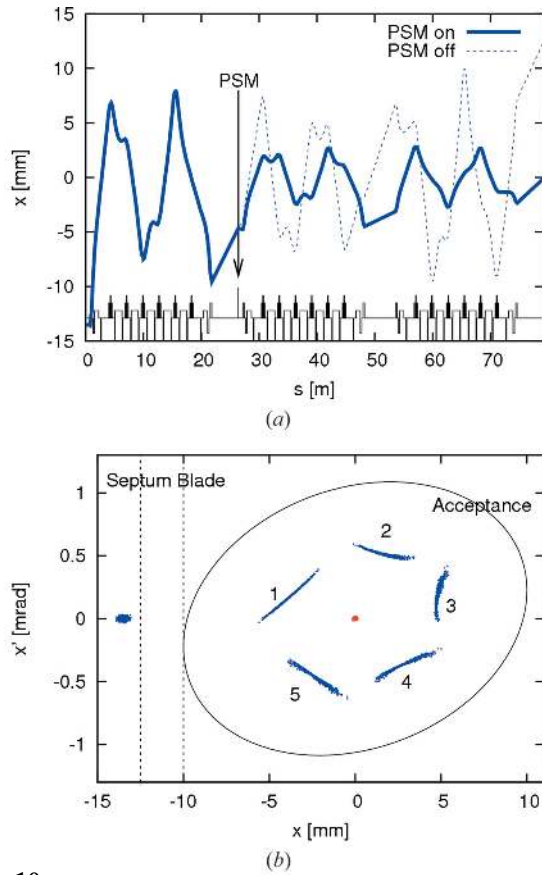 (a)
15
10
5
0
-5
-10
-15
x [mm]
PSM on
PSM off
PSM
0 10 20 30 40 50 60 70
s [m]
(a)
1
0.5
0
-0.5
-1
x' [mrad]
Septum Blade
Acceptance
1
2
3
4
5
-15 -10 -5 0 5 10
x [mm]
(b)